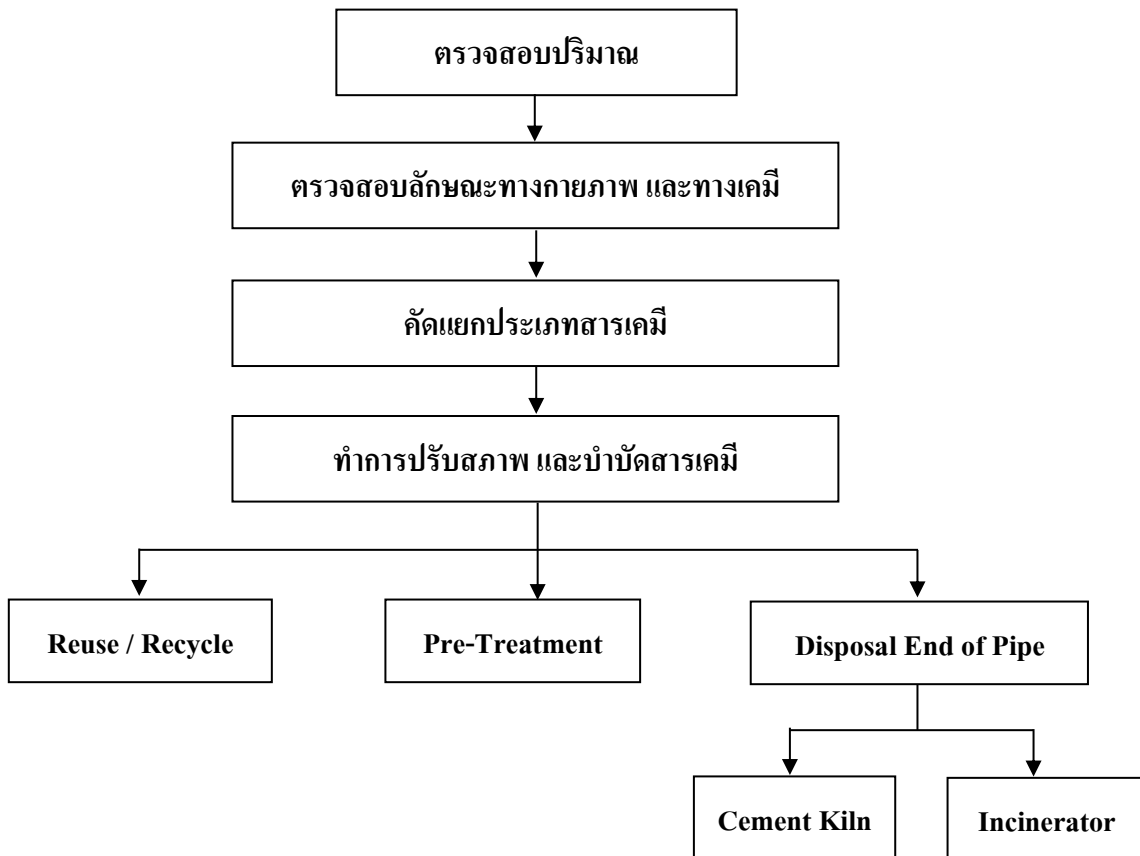 ตรวจสอบปริมาณ
ตรวจสอบลักษณะทางกายภาพ และทางเคมี
คัดแยกประเภทสารเคมี
ทำการปรับสภาพ และบำบัดสารเคมี
Reuse / Recycle
Pre-Treatment
Disposal End of Pipe
Cement Kiln
Incinerator